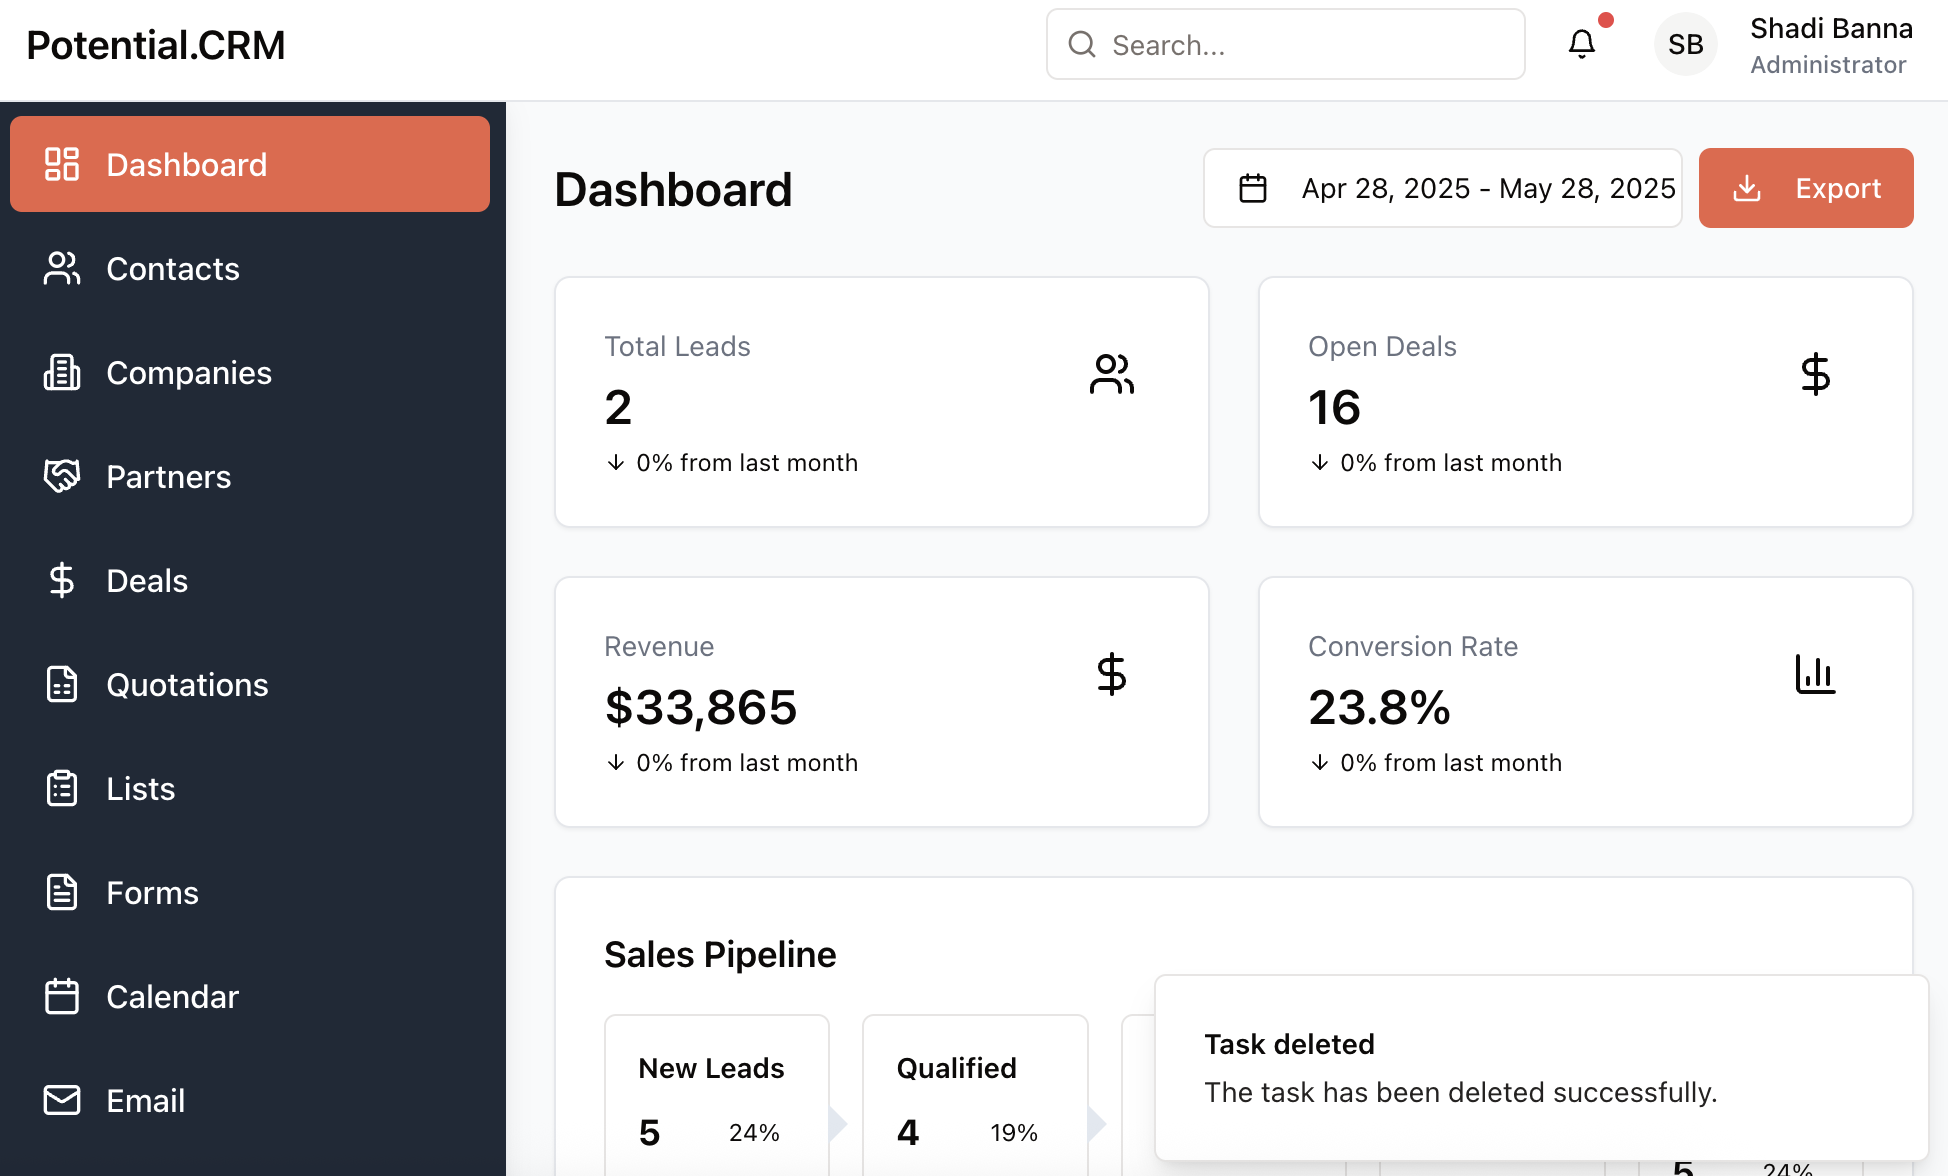 Potential.CRM
Search...
SB
Shadi Banna
Administrator
Dashboard
Contacts
Companies
Partners
Deals
Quotations
Lists
Forms
Calendar
Email
Dashboard
Apr 28, 2025 - May 28, 2025
Export
Total Leads
2
0% from last month
Open Deals
16
0% from last month
Revenue
$33,865
0% from last month
Conversion Rate
23.8%
0% from last month
Sales Pipeline
New Leads
5 24%
Qualified
4 19%
Task deleted
The task has been deleted successfully.
5 24%